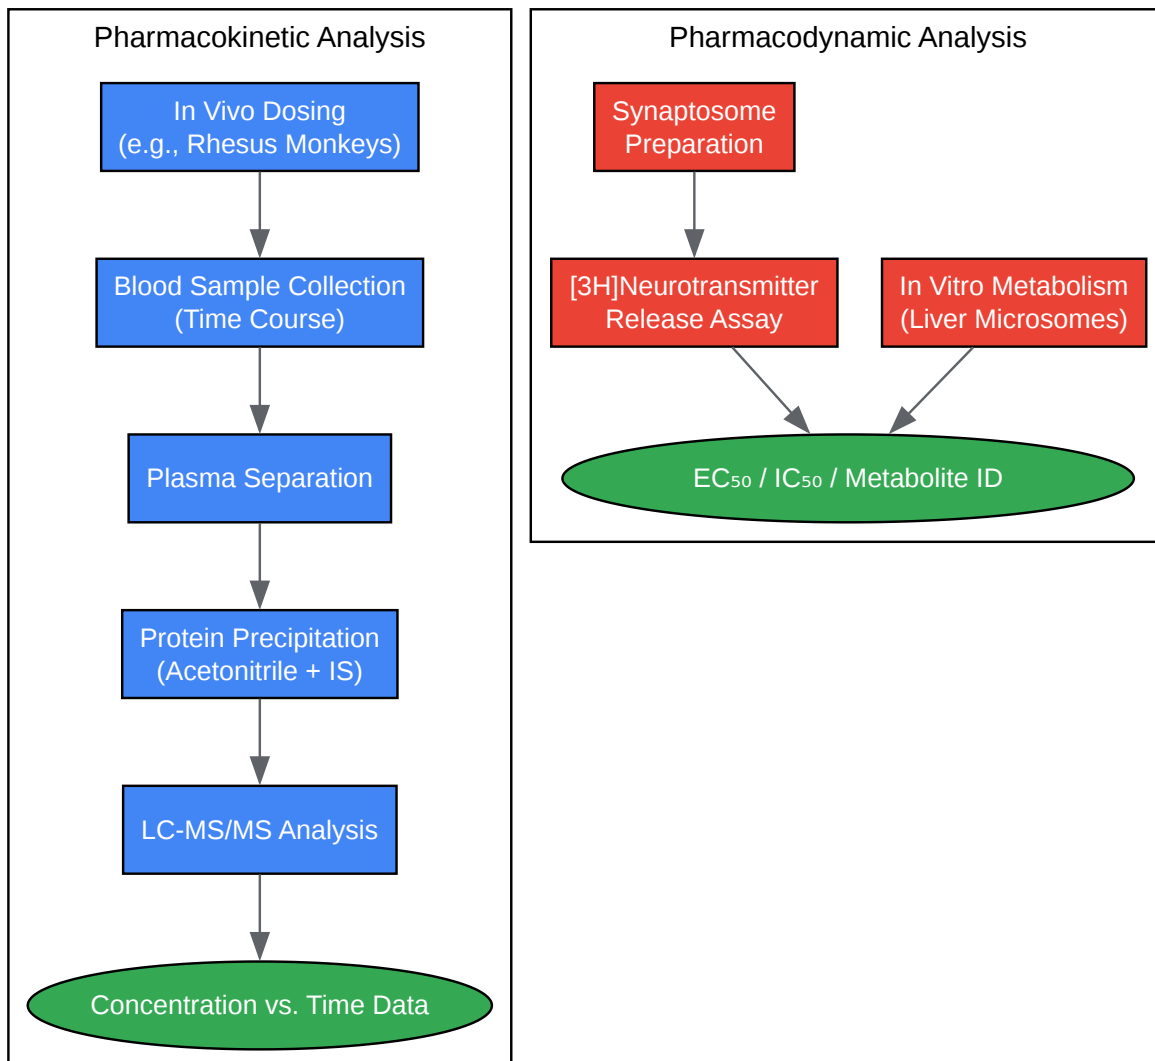 Pharmacokinetic Analysis
In Vivo Dosing
(e.g., Rhesus Monkeys)
Blood Sample Collection
(Time Course)
Plasma Separation
Protein Precipitation
(Acetonitrile + IS)
LC-MS/MS Analysis
Concentration vs. Time Data
Pharmacodynamic Analysis
Synaptosome
Preparation
[3H]Neurotransmitter
Release Assay
In Vitro Metabolism
(Liver Microsomes)
EC₅₀ / IC₅₀ / Metabolite ID